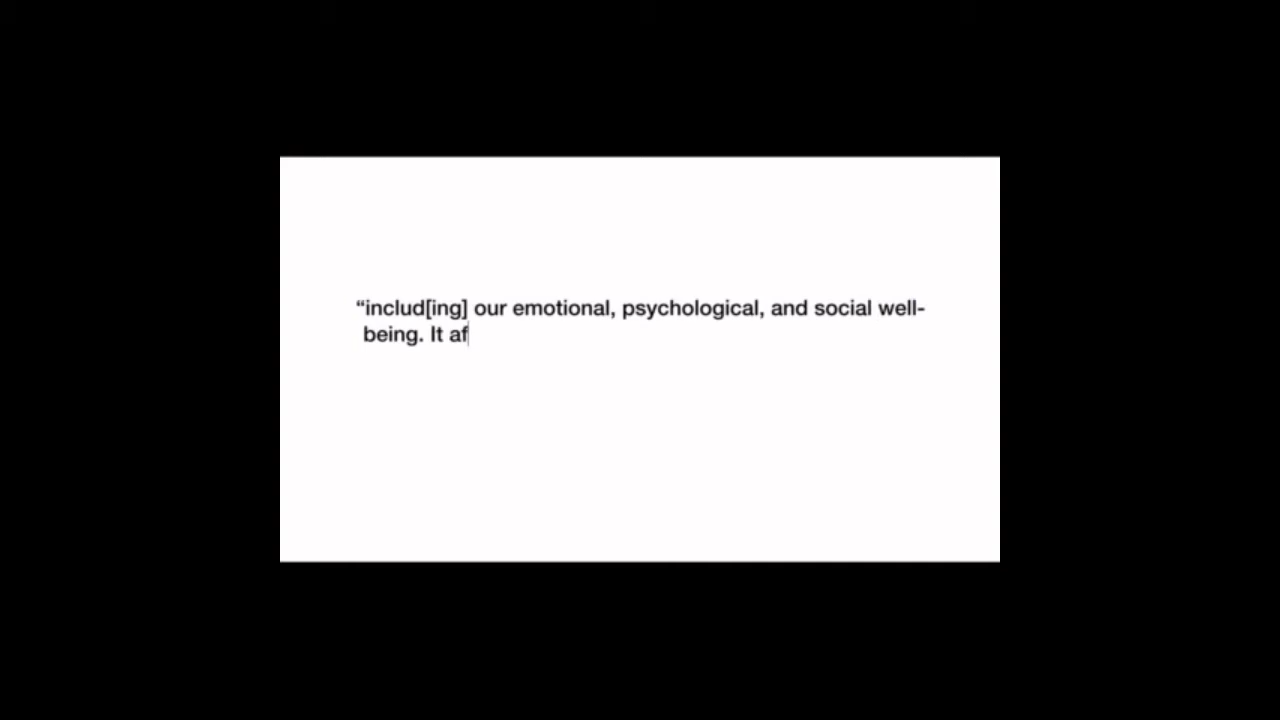 “includ[ing] our emotional, psychological, and social well-
being. It af